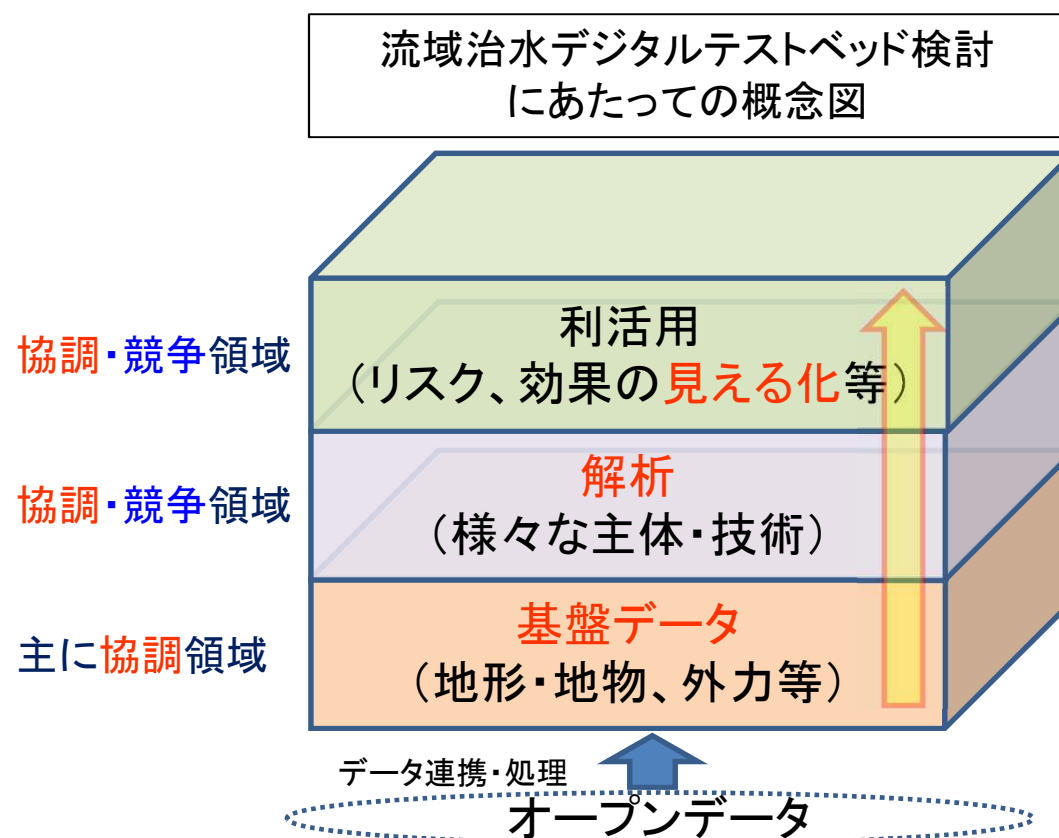 流域治水デジタルテストベッド検討
にあたっての概念図
協調・競争領域
利活用
（リスク、効果の見える化等）
協調・競争領域
解析
（様々な主体・技術）
主に協調領域
基盤データ
（地形・地物、外力等）
データ連携・処理
オープンデータ